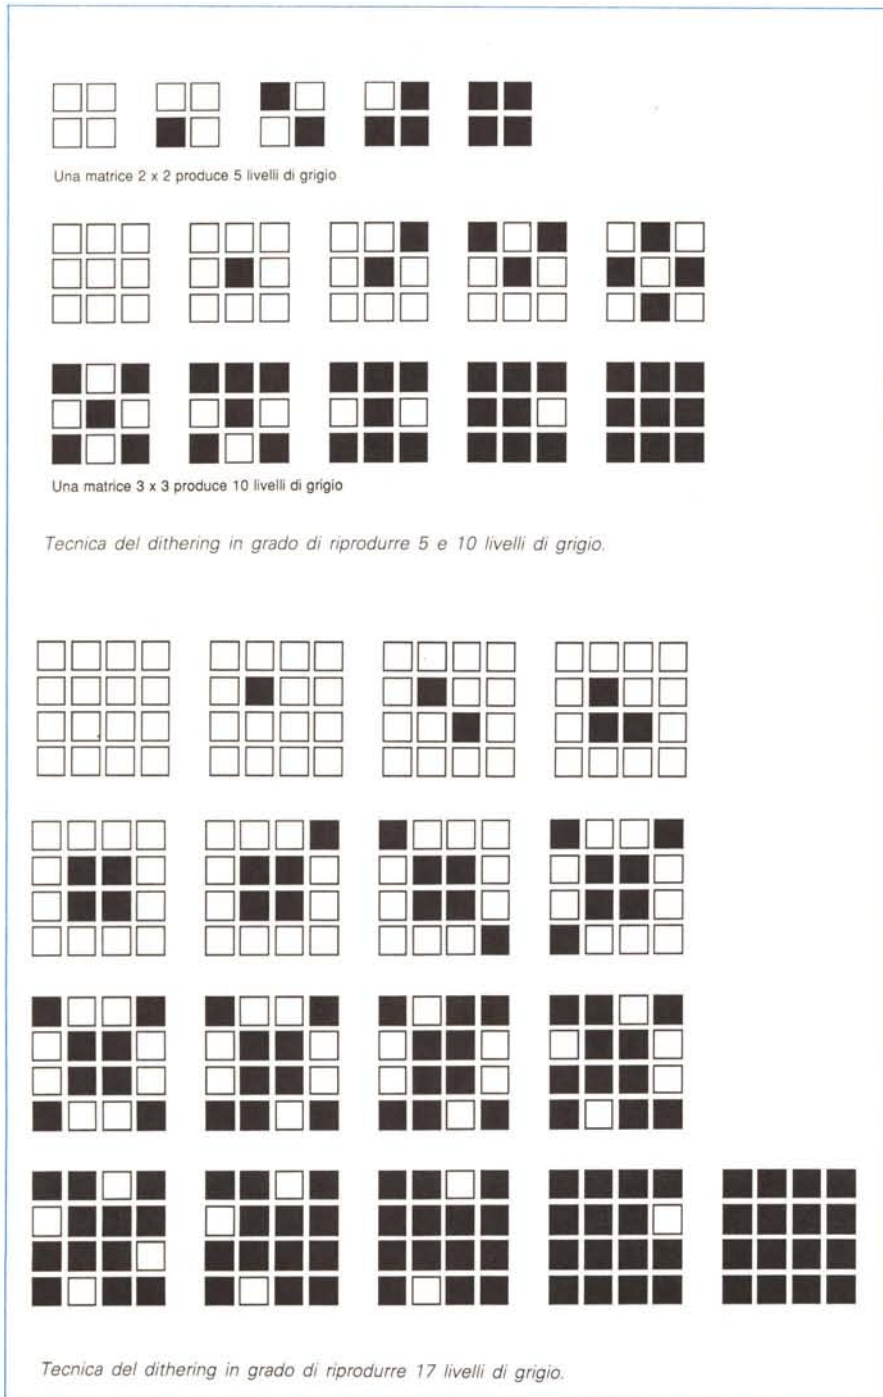 Una matrice 2 x 2 produce 5 livelli di grigio
Una matrice 3 x 3 produce 10 livelli di grigio
Tecnica del dithering in grado di riprodurre 5 e 10 livelli di grigio.
Tecnica del dithering in grado di riprodurre 17 livelli di grigio.